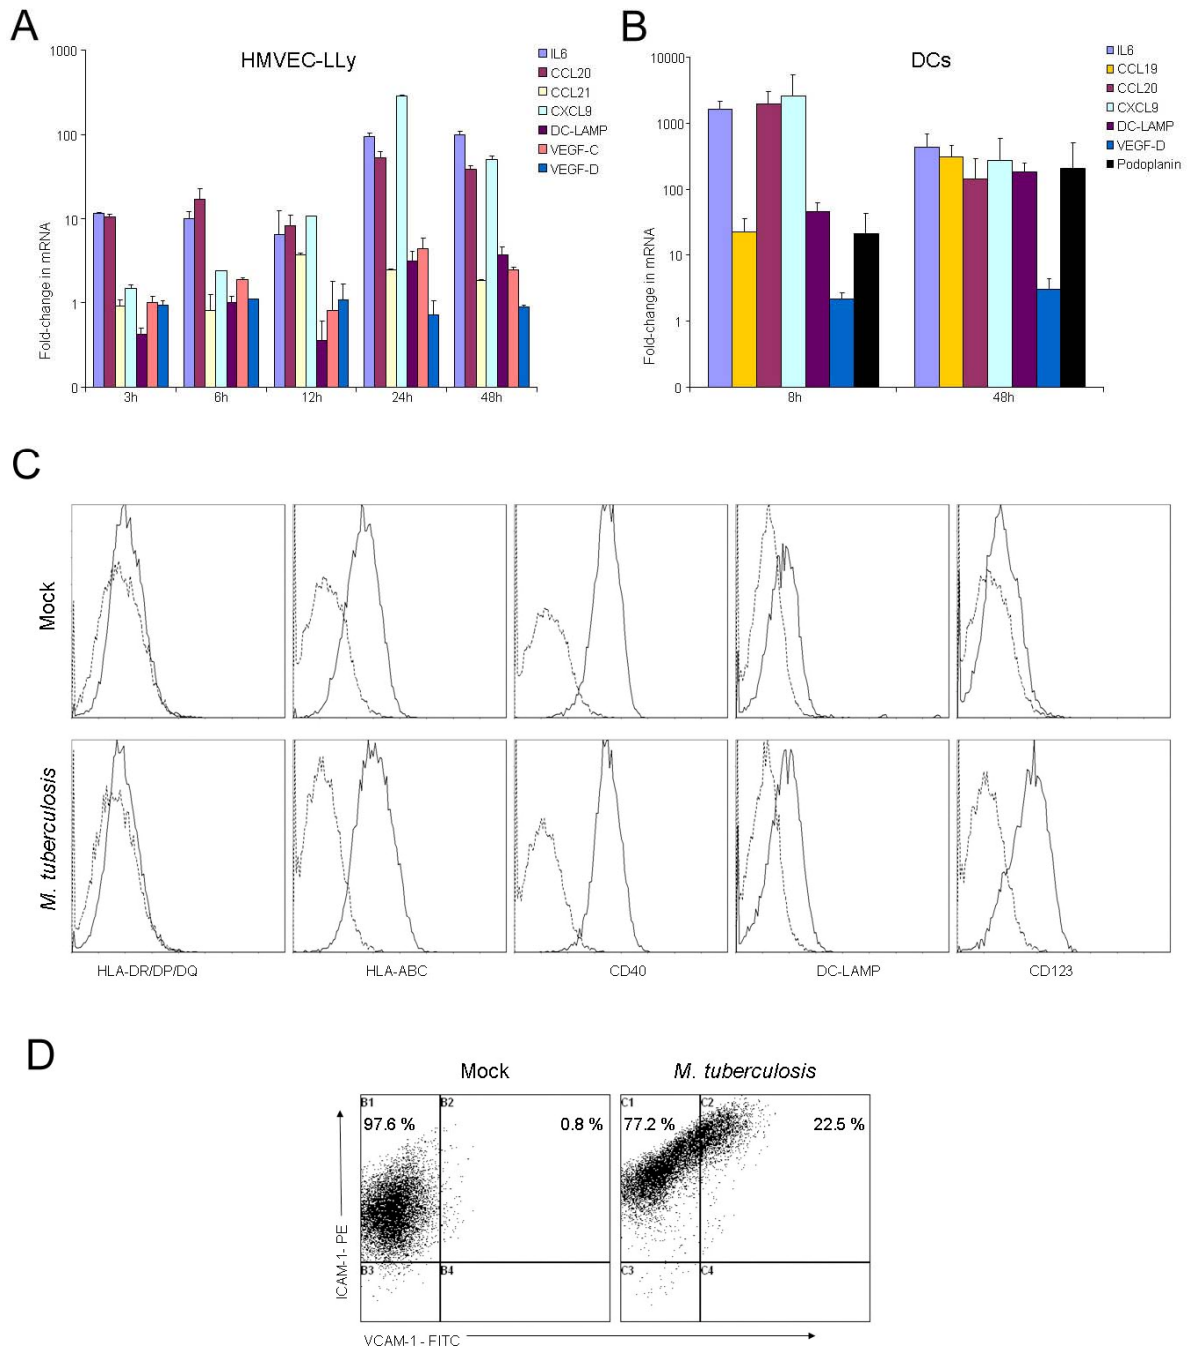 A
HMVEC-LLy
1000
100
10
1
0
Fold-change in mRNA
3h
6h
12h
24h
48h
IL6
CCL20
CCL21
CXCL9
DC-LAMP
VEGF-C
VEGF-D
B
DCs
10000
1000
100
10
1
0
Fold-change in mRNA
8h
48h
IL6
CCL19
CCL20
CXCL9
DC-LAMP
VEGF-D
Podoplanin
C
Mock
M. tuberculosis
HLA-DR/DP/DQ
HLA-ABC
CD40
DC-LAMP
CD123
D
Mock
M. tuberculosis
B1
B2
97.6 %
0.8 %
B3
B4
C1
C2
77.2 %
22.5 %
C3
C4
ICAM-1- PE
VCAM-1 - FITC